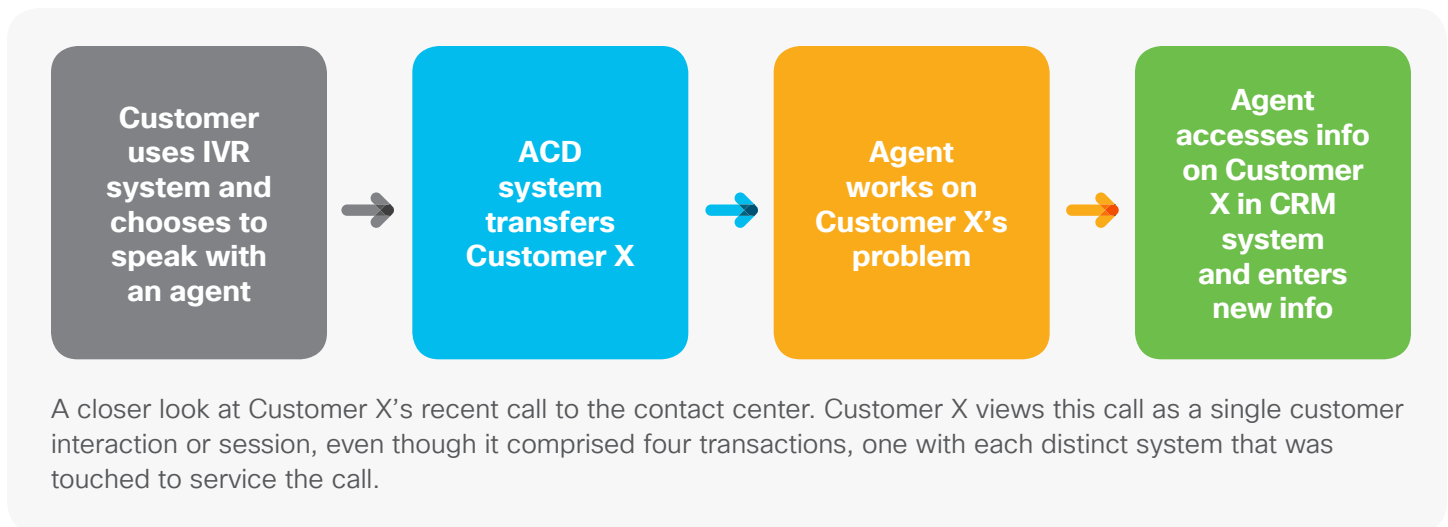 Customer
uses IVR
system and
chooses to
speak with
an agent
ACD
system
transfers
Customer X
Agent
works on
Customer X’s
problem
Agent
accesses info
on Customer
X in CRM
system
and enters
new info
A closer look at Customer X’s recent call to the contact center. Customer X views this call as a single customer
interaction or session, even though it comprised four transactions, one with each distinct system that was
touched to service the call.